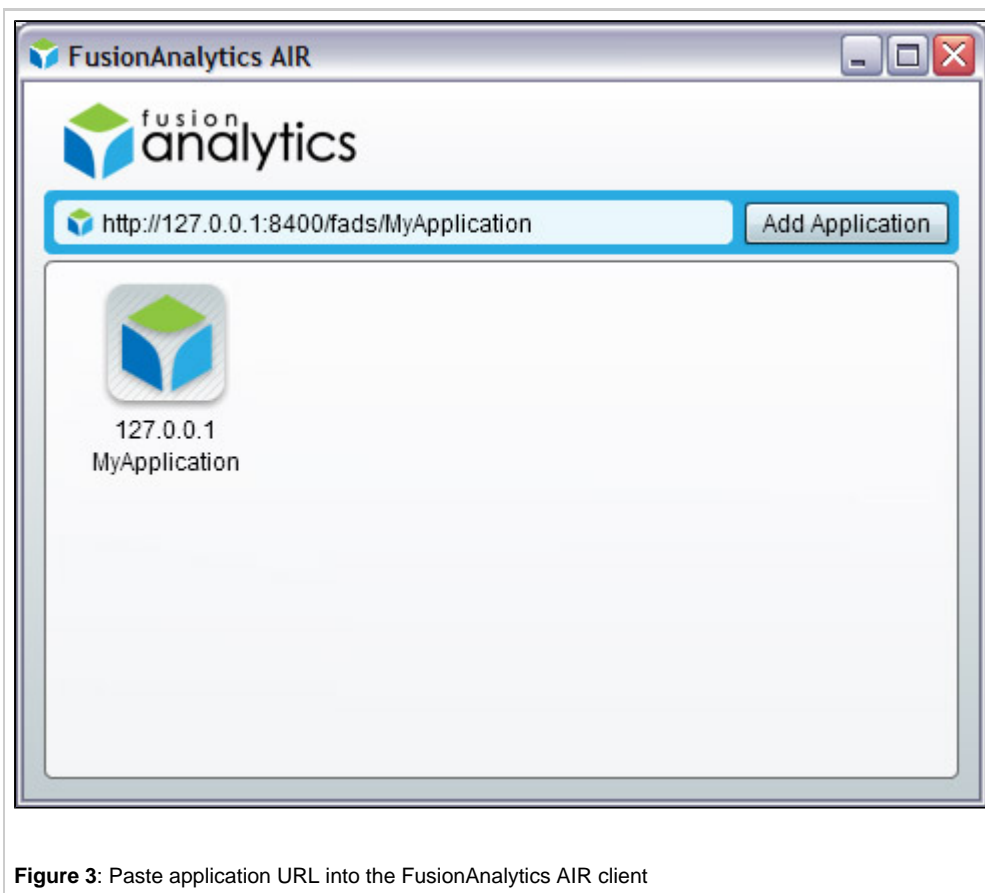 FusionAnalytics AIR
fusion
analytics
http://127.0.0.1:8400/fads/MyApplication
Add Application
127.0.0.1
MyApplication
Figure 3: Paste application URL into the FusionAnalytics AIR client